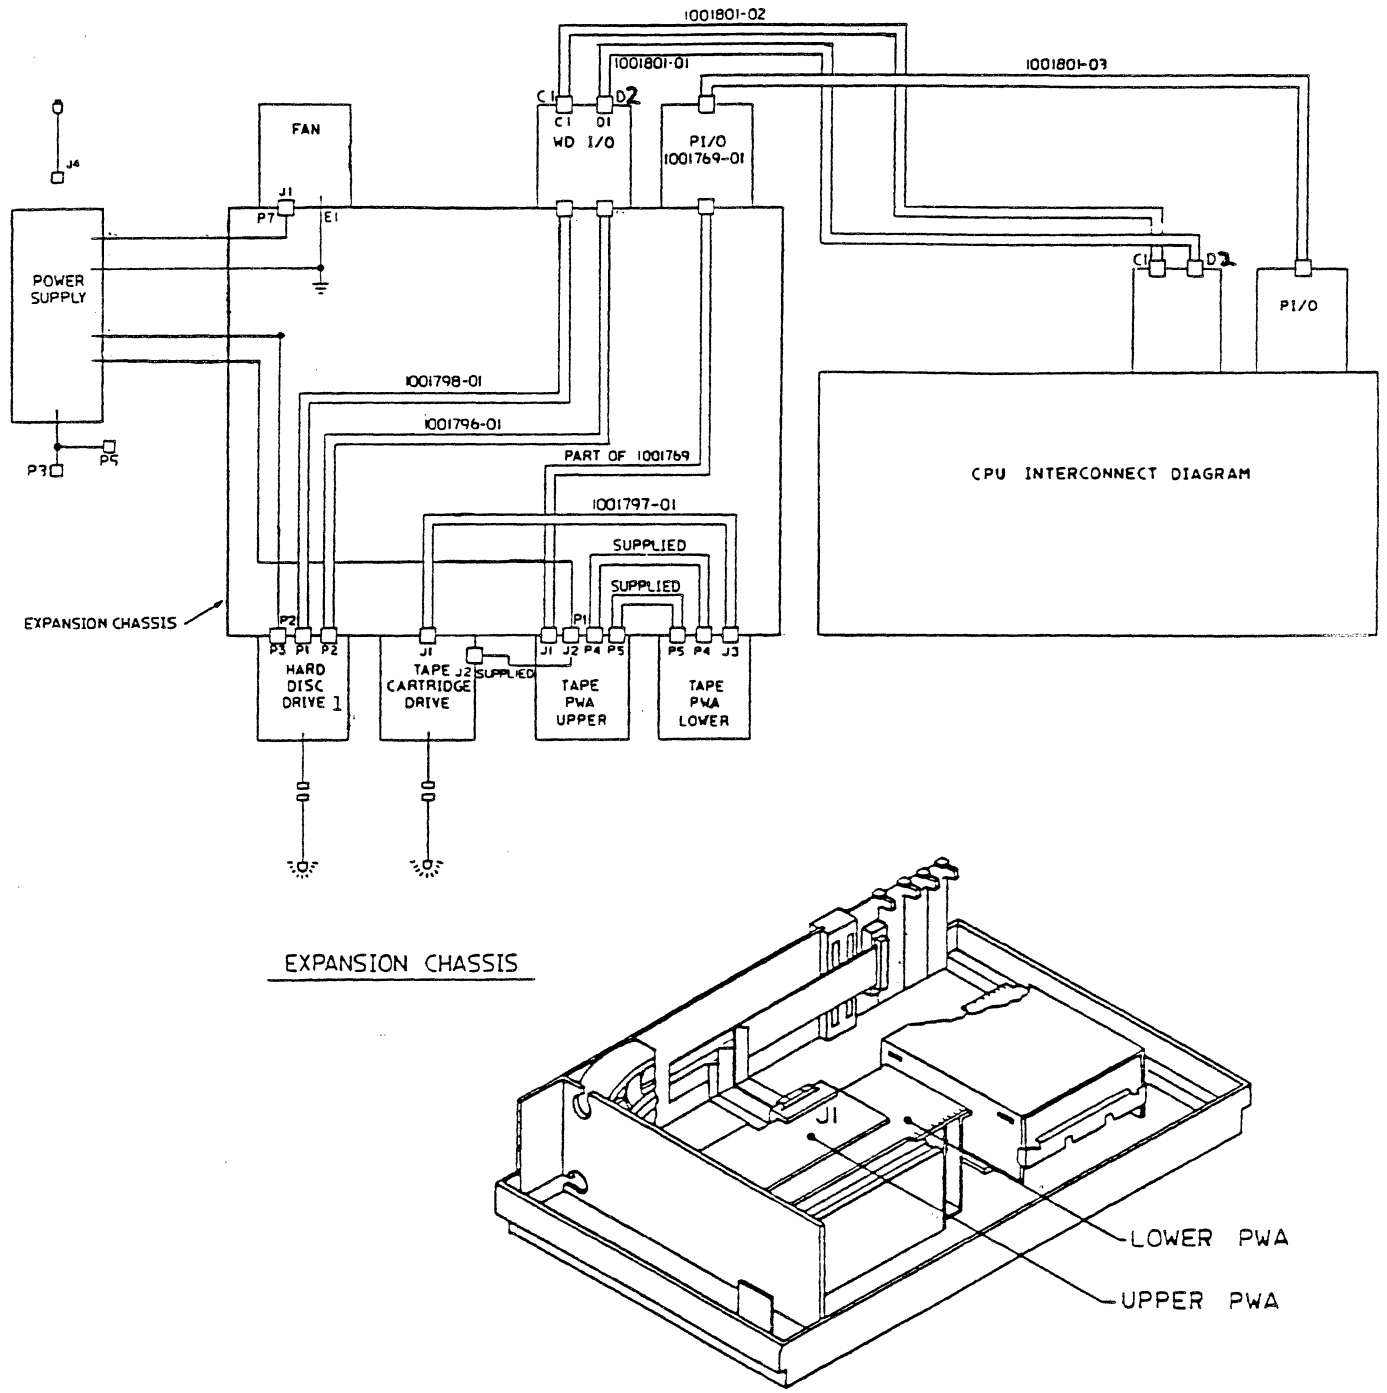 1001801-02
1001801-01
1001801-03
C1
D2
C1 D1
WD I/O
PI/O
1001769-01
FAN
J4
J1
P7
E1
POWER
SUPPLY
C1
D2
PI/O
1001798-01
1001796-01
PART OF 1001769
CPU INTERCONNECT DIAGRAM
P5
P3
1001797-01
SUPPLIED
SUPPLIED
EXPANSION CHASSIS
P2
P1
P3 P1 P2
J1
J1 J2 P4 P5
P5 P4 J3
HARD
DISC
DRIVE 1
TAPE
CARTRIDGE
DRIVE
J2
SUPPLIED
TAPE
PWA
UPPER
TAPE
PWA
LOWER
EXPANSION CHASSIS
J1
LOWER PWA
UPPER PWA